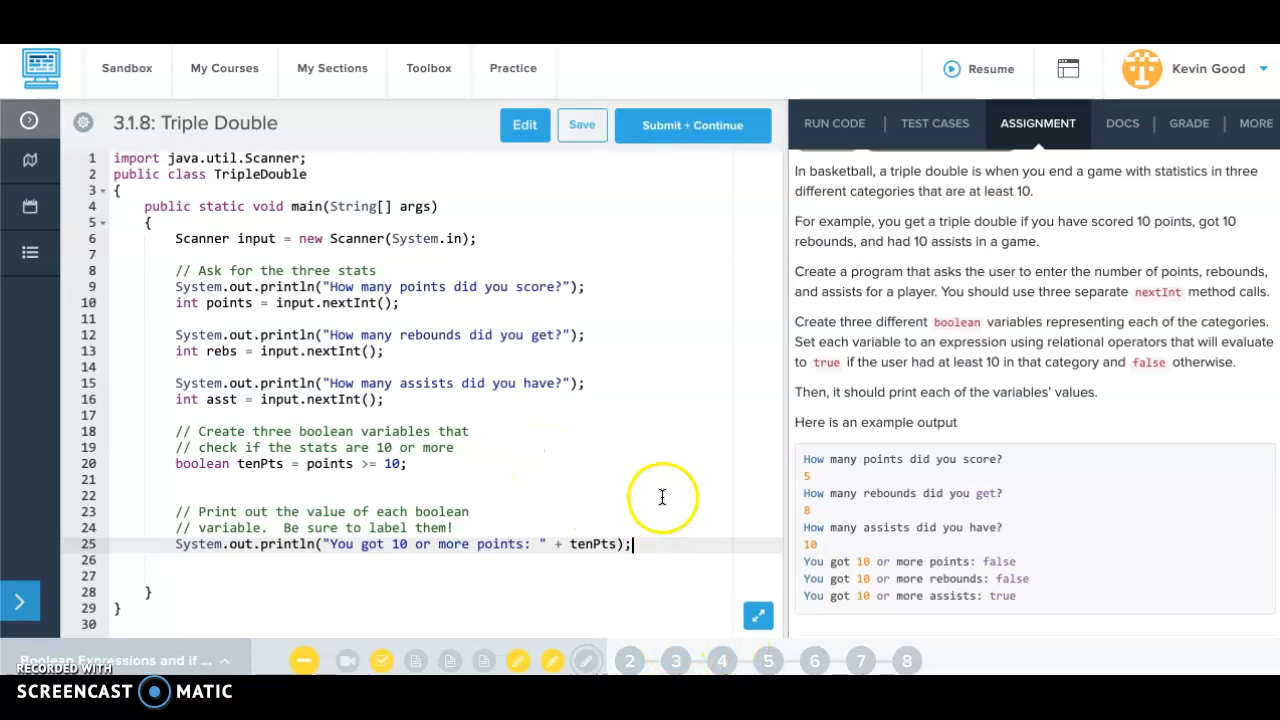 Sandbox
My Courses
My Sections
Toolbox
Practice
Resume
Kevin Good
3.1.8: Triple Double
Edit
Save
Submit + Continue
RUN CODE
TEST CASES
ASSIGNMENT
DOCS
GRADE
MORE
1 import java.util.Scanner;
2 public class TripleDouble
3 {
4 public static void main(String[] args)
5 {
6 Scanner input = new Scanner(System.in);
7
8 // Ask for the three stats
9 System.out.println("How many points did you score?");
10 int points = input.nextInt();
11
12 System.out.println("How many rebounds did you get?");
13 int rebs = input.nextInt();
14
15 System.out.println("How many assists did you have?");
16 int asst = input.nextInt();
17
18 // Create three boolean variables that
19 // check if the stats are 10 or more
20 boolean tenPts = points >= 10;
21
22
23 // Print out the value of each boolean
24 // variable. Be sure to label them!
25 System.out.println("You got 10 or more points: " + tenPts);
26
27
28 }
29 }
30
In basketball, a triple double is when you end a game with statistics in three
different categories that are at least 10.
For example, you get a triple double if you have scored 10 points, got 10
rebounds, and had 10 assists in a game.
Create a program that asks the user to enter the number of points, rebounds,
and assists for a player. You should use three separate nextInt method calls.
Create three different boolean variables representing each of the categories.
Set each variable to an expression using relational operators that will evaluate
to true if the user had at least 10 in that category and false otherwise.
Then, it should print each of the variables' values.
Here is an example output
How many points did you score?
5
How many rebounds did you get?
8
How many assists did you have?
10
You got 10 or more points: false
You got 10 or more rebounds: false
You got 10 or more assists: true
Boolean Expressions and if ...
2 3 4 5 6 7 8
RECORDED WITH
SCREENCAST MATIC